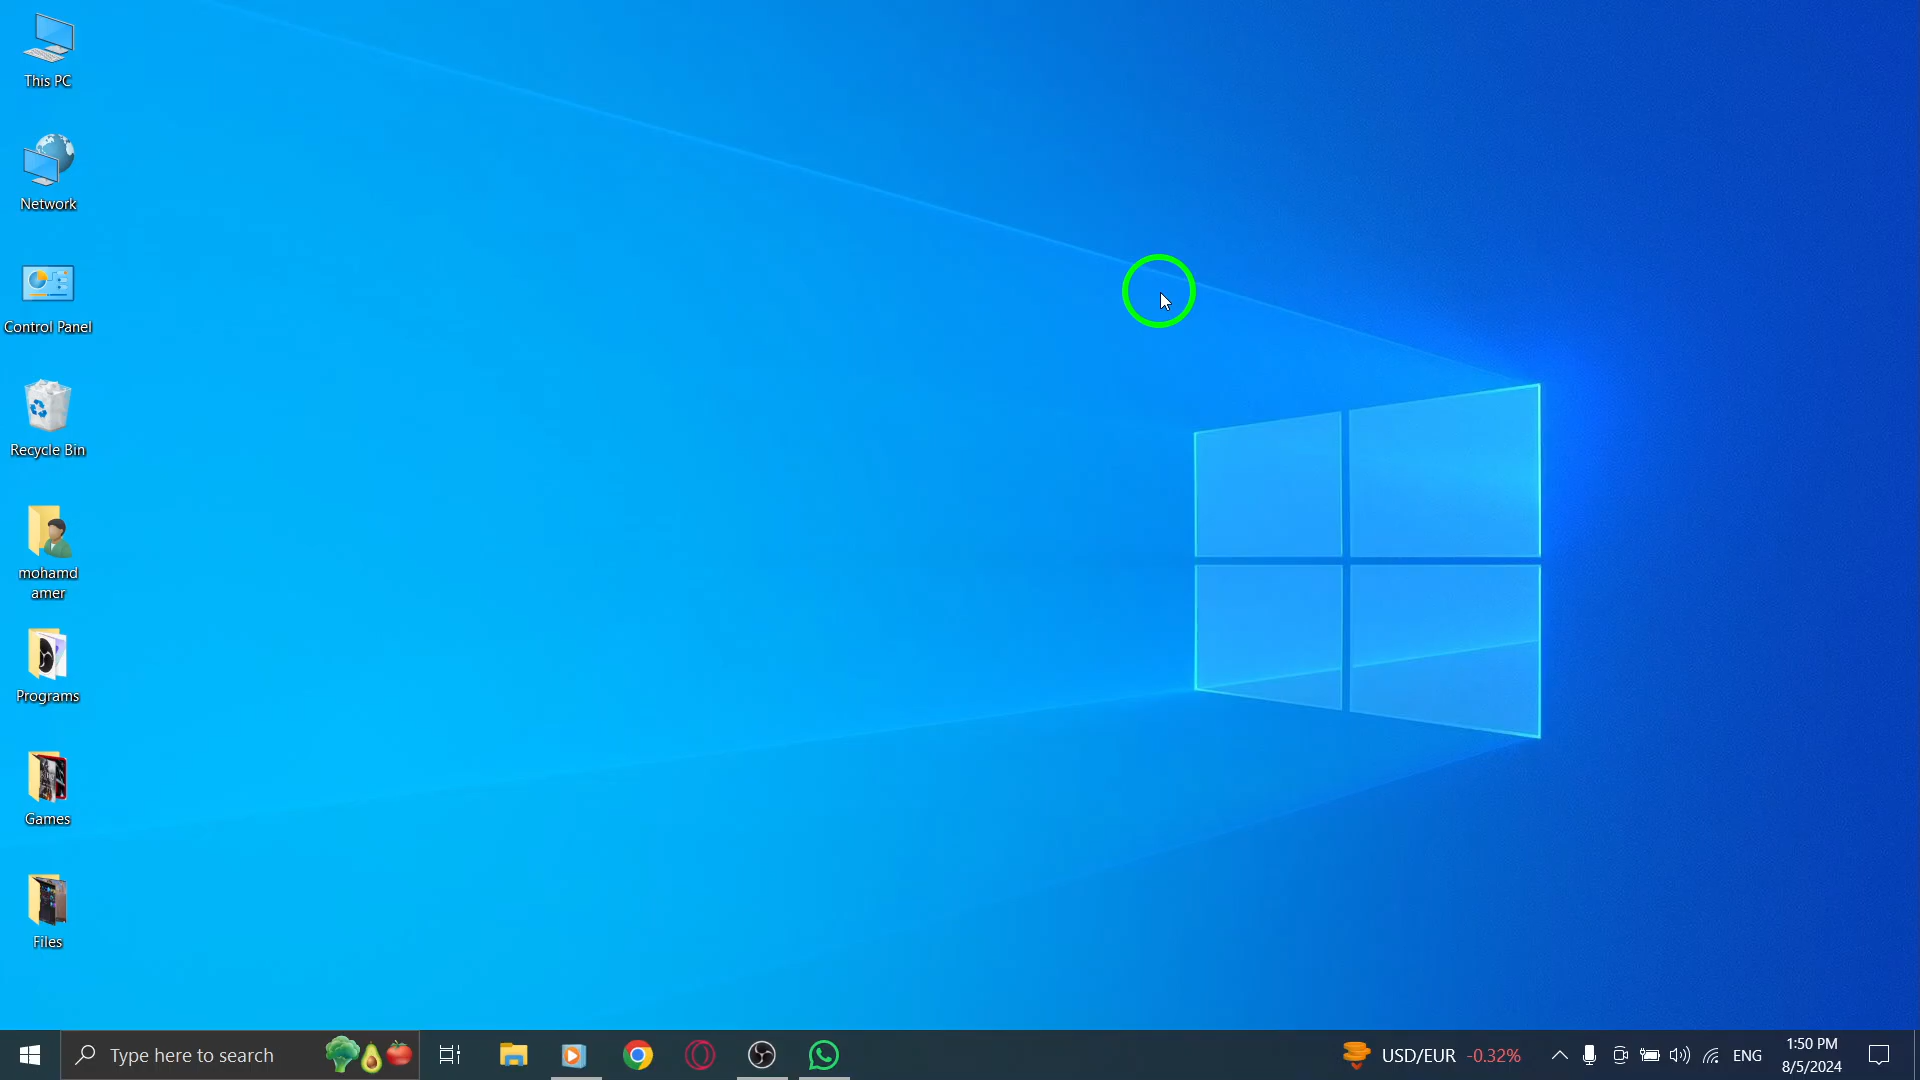 This PC
Network
Control Panel
Recycle Bin
mohamd
amer
Programs
Games
Files
Type here to search
USD/EUR -0.32%
ENG
1:50 PM
8/5/2024